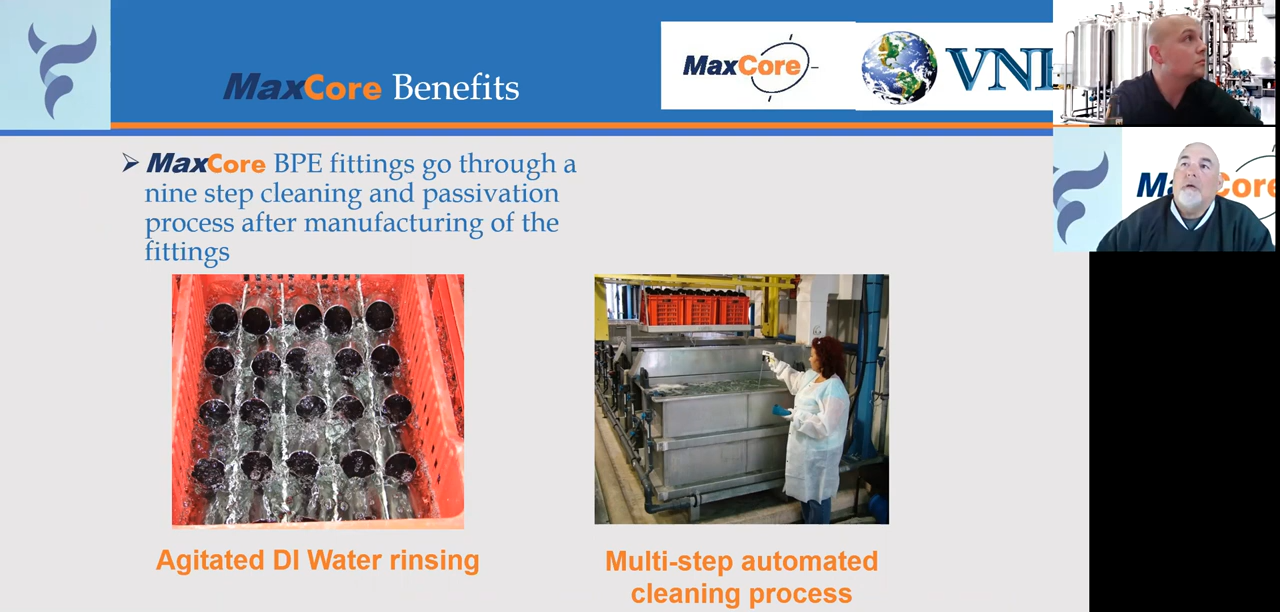 MaxCore Benefits
MaxCore
MaxCore BPE fittings go through a
nine step cleaning and passivation
process after manufacturing of the
fittings
Agitated DI Water rinsing
Multi-step automated
cleaning process